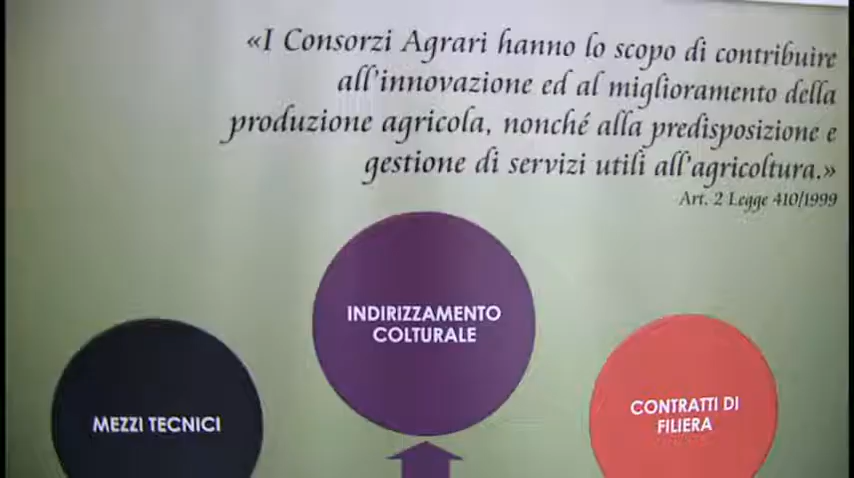 «I Consorzi Agrari hanno lo scopo di contribuire
all'innovazione ed al miglioramento della
produzione agricola, nonché alla predisposizione e
gestione di servizi utili all'agricoltura.»
Art. 2 Legge 410/1999
INDIRIZZAMENTO
COLTURALE
MEZZI TECNICI
CONTRATTI DI
FILIERA